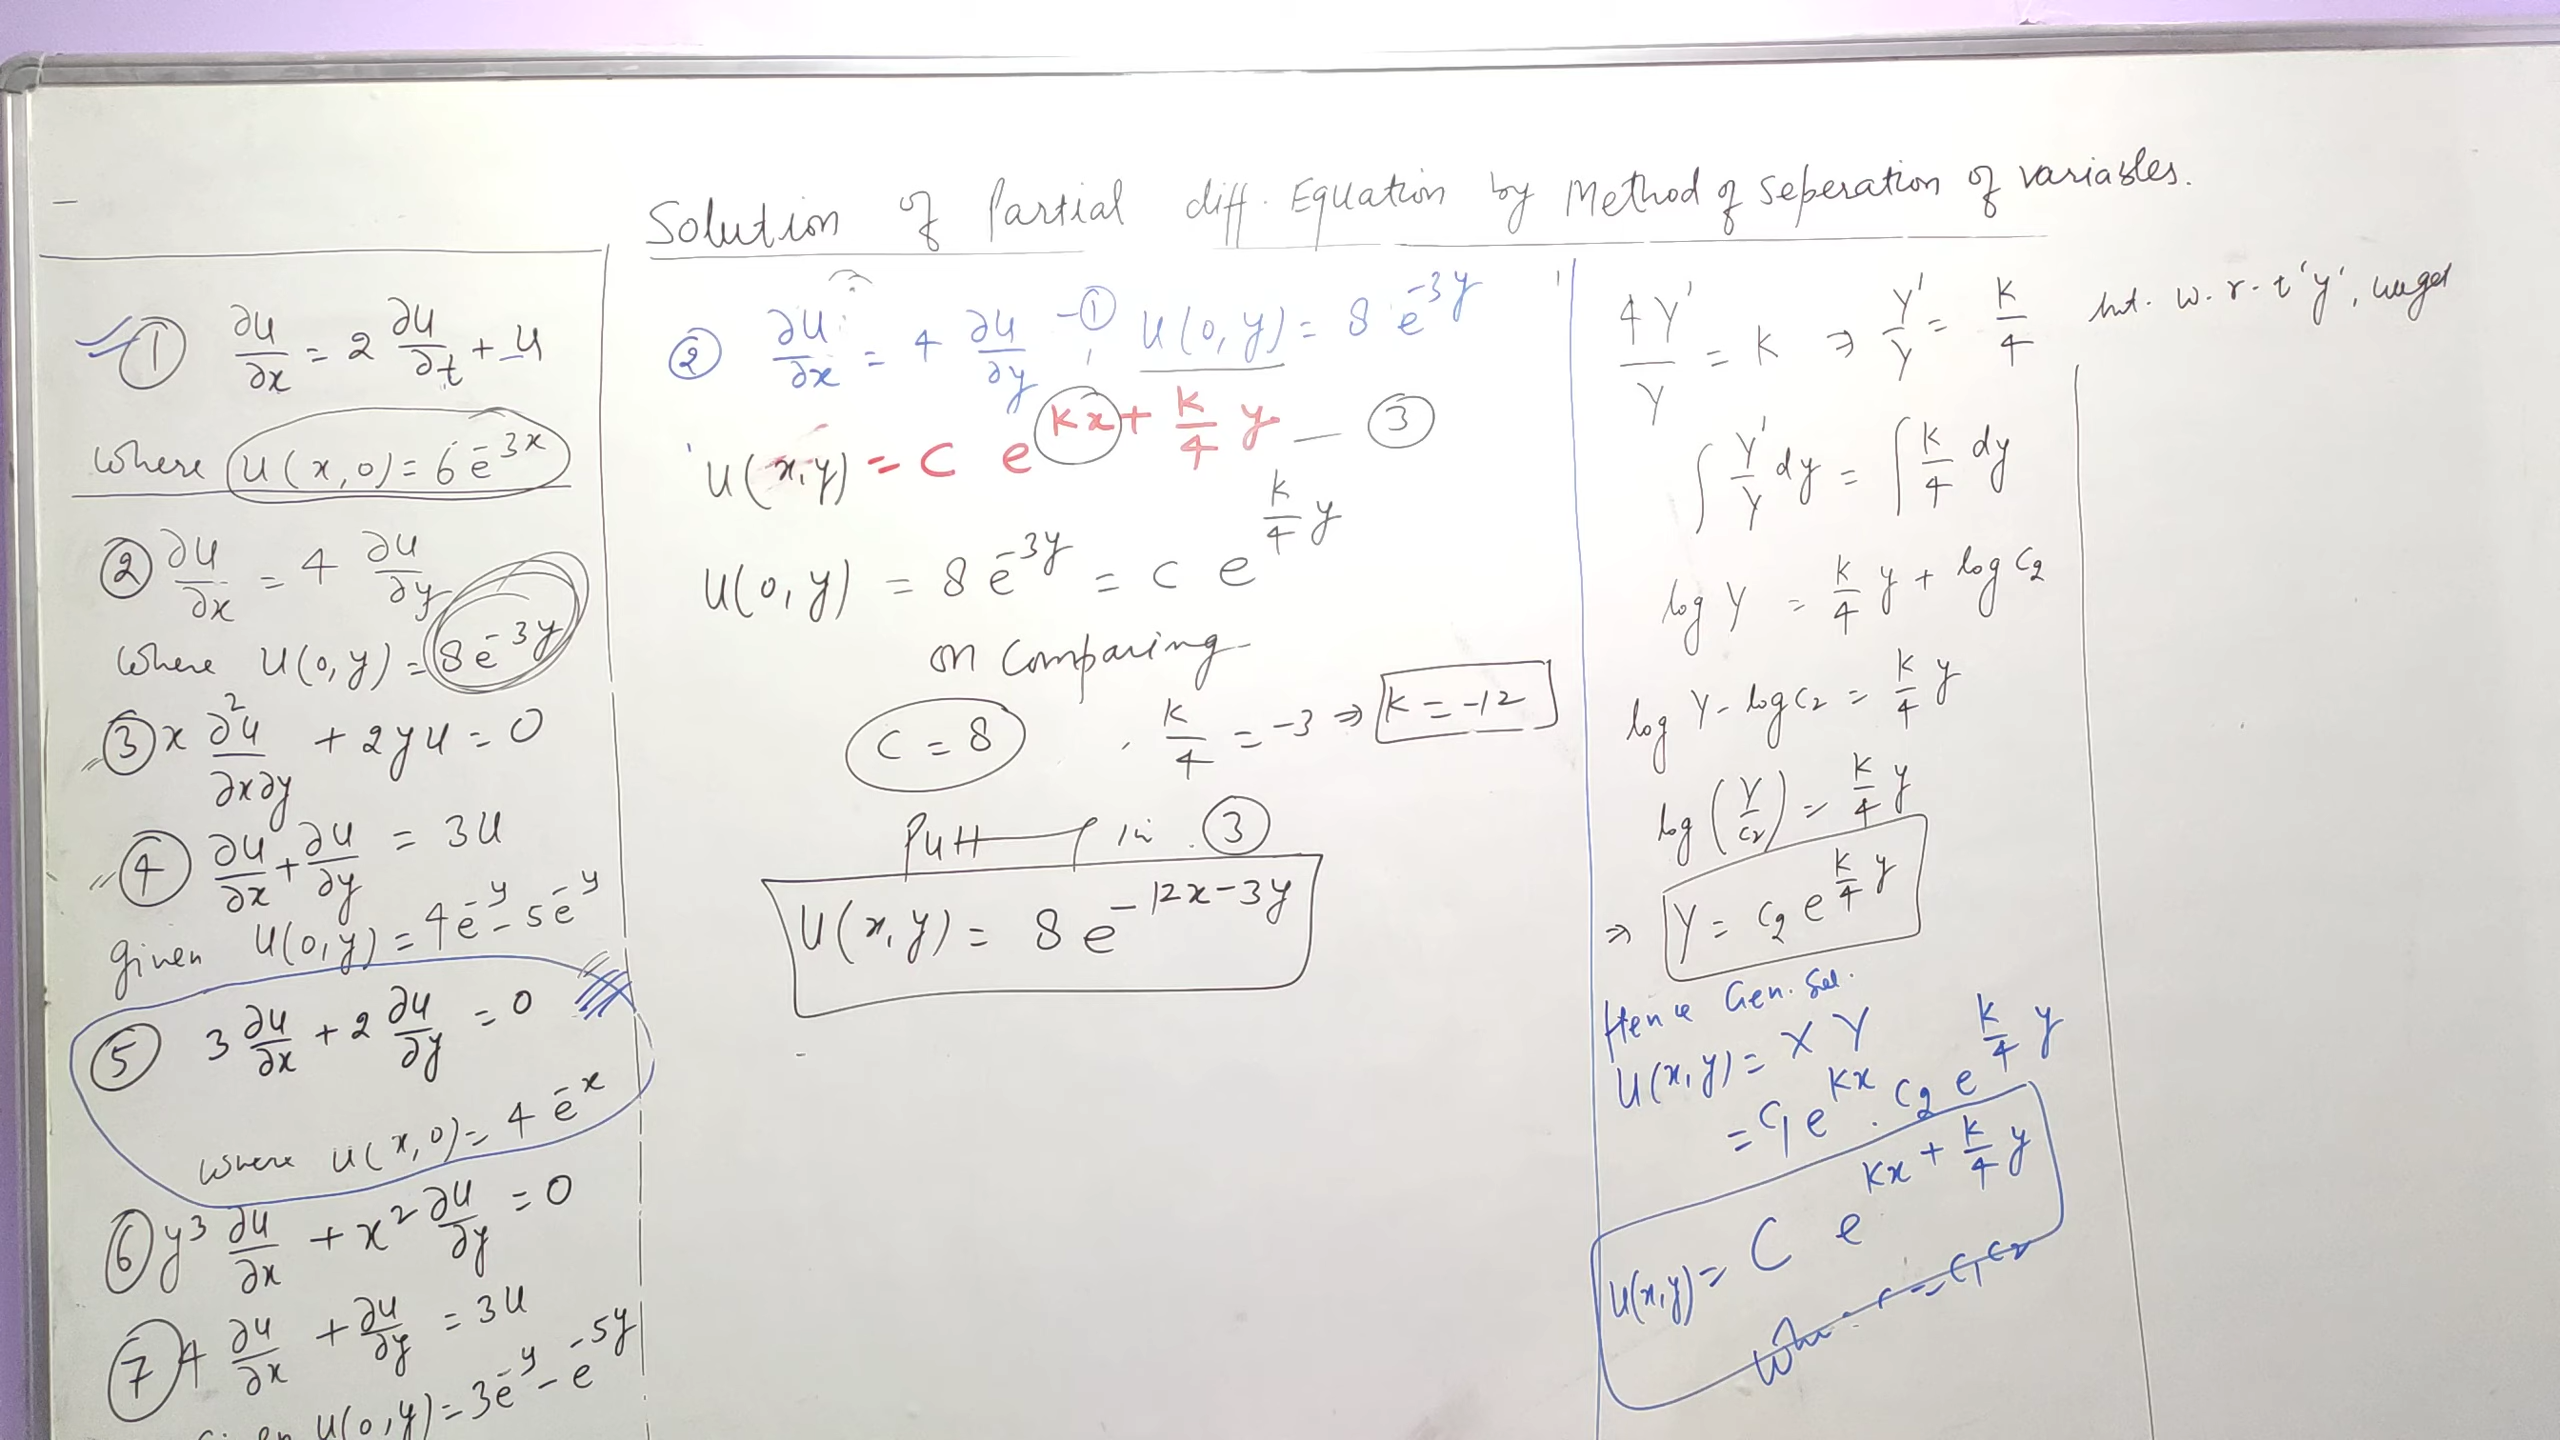 Solution of Partial diff. Equation by Method of Seperation of variables.
① ∂u/∂x = 2 ∂u/∂t + u
where u(x,0) = 6e^-3x
② ∂u/∂x = 4 ∂u/∂y
where u(0,y) = 8e^-3y
③ x ∂²u/∂x∂y + 2yu = 0
④ ∂u/∂x + ∂u/∂y = 3u
given u(0,y) = 4e^-y - 5e^-y
⑤ 3 ∂u/∂x + 2 ∂u/∂y = 0
where u(x,0) = 4e^-x
⑥ y³ ∂u/∂x + x² ∂u/∂y = 0
⑦ 4 ∂u/∂x + ∂u/∂y = 3u
given u(0,y) = 3e^-y - e^-5y
② ∂u/∂x = 4 ∂u/∂y -① , u(0,y) = 8e^-3y
u(x,y) = C e^(kx + k/4 y) — ③
u(0,y) = 8e^-3y = C e^(k/4 y)
on Comparing
C = 8 , k/4 = -3 ⇒ K = -12
Put in ③
u(x,y) = 8e^(-12x-3y)
4Y'/Y = K ⇒ Y'/Y = K/4 Int. w.r.t 'y', we get
∫ Y'/Y dy = ∫ K/4 dy
log Y = K/4 y + log C2
log Y - log C2 = K/4 y
log (Y/C2) = K/4 y
⇒ Y = C2 e^(K/4 y)
Hence Gen. Sol.
u(x,y) = X Y
= C1 e^(Kx) . C2 e^(K/4 y)
u(x,y) = C e^(Kx + K/4 y)